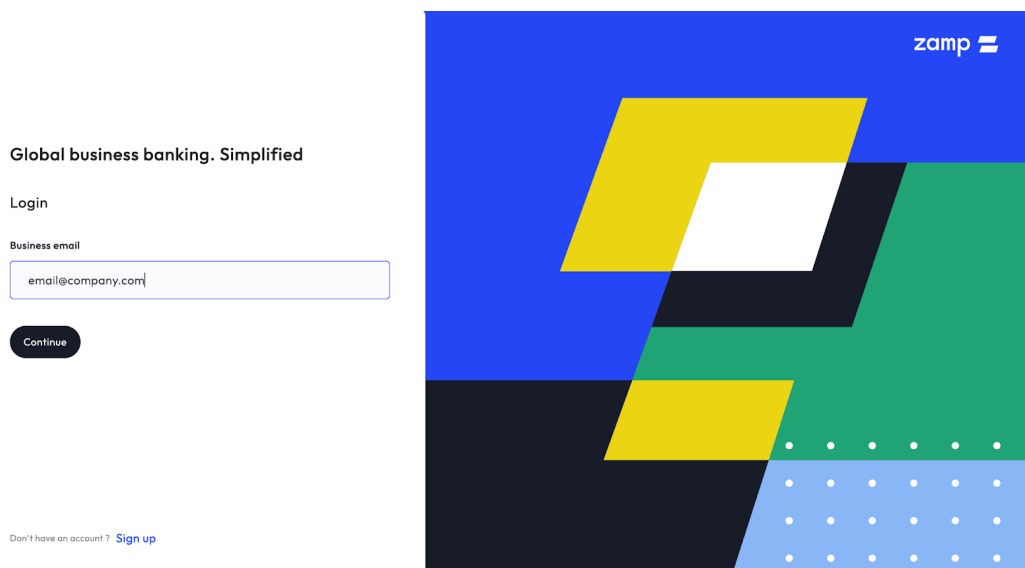 zamp
Global business banking. Simplified
Login
Business email
email@company.com
Continue
Don't have an account ? Sign up